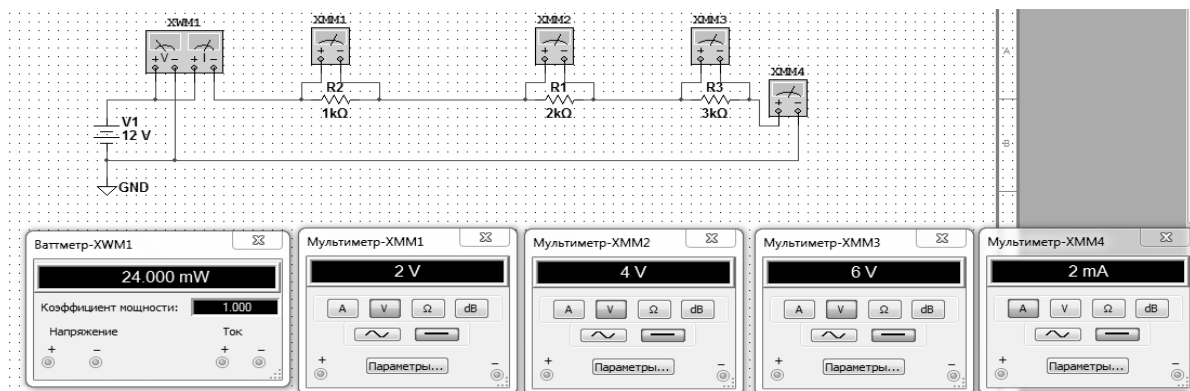 XWM1
XMM1
XMM2
XMM3
XMM4
V
I
+ - + -
+ -
+ -
+ -
+ -
R2
1kΩ
R1
2kΩ
R3
3kΩ
V1
12 V
GND
A
B
Ваттметр-XWM1
24.000 mW
Коэффициент мощности: 1.000
Напряжение Ток
+ - + -
Мультиметр-XMM1
2 V
A V Ω dB
+ Параметры... -
Мультиметр-XMM2
4 V
A V Ω dB
+ Параметры... -
Мультиметр-XMM3
6 V
A V Ω dB
+ Параметры... -
Мультиметр-XMM4
2 mA
A V Ω dB
+ Параметры... -